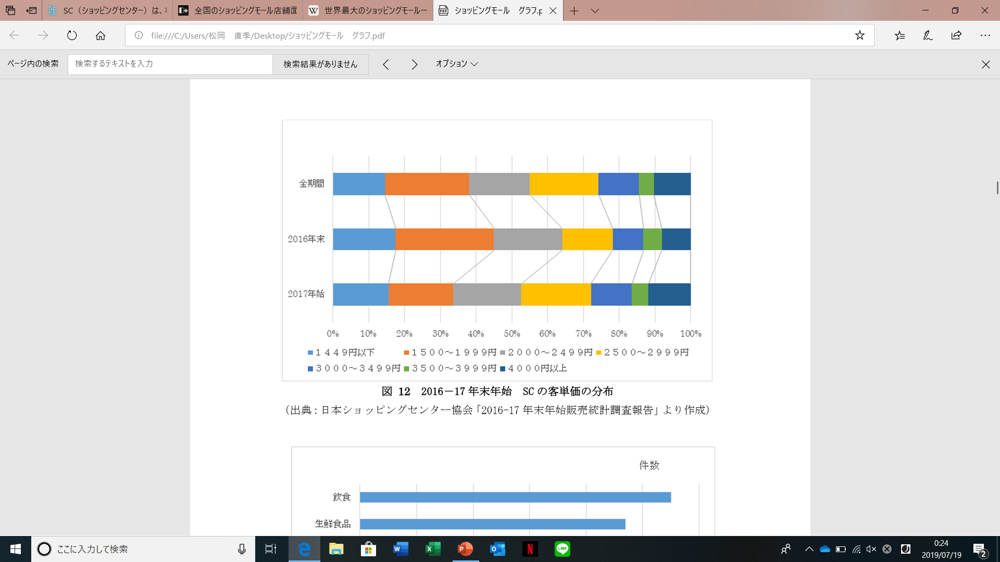 SC（ショッピングセンター）は、
全国のショッピングモール店舗面
世界最大のショッピングモール一
ショッピングモール　グラフ.p
file:///C:/Users/松岡　直季/Desktop/ショッピングモール　グラフ.pdf
ページ内の検索
検索するテキストを入力
検索結果がありません
オプション
全期間
2016年末
2017年始
0% 10% 20% 30% 40% 50% 60% 70% 80% 90% 100%
１４４９円以下 １５００～１９９９円 ２０００～２４９９円 ２５００～２９９９円
３０００～３４９９円 ３５００～３９９９円 ４０００円以上
図 12　2016－17 年末年始　SC の客単価の分布
（出典：日本ショッピングセンター協会「2016-17 年末年始販売統計調査報告」より作成）
件数
飲食
生鮮食品
ここに入力して検索
0:24
2019/07/19
2